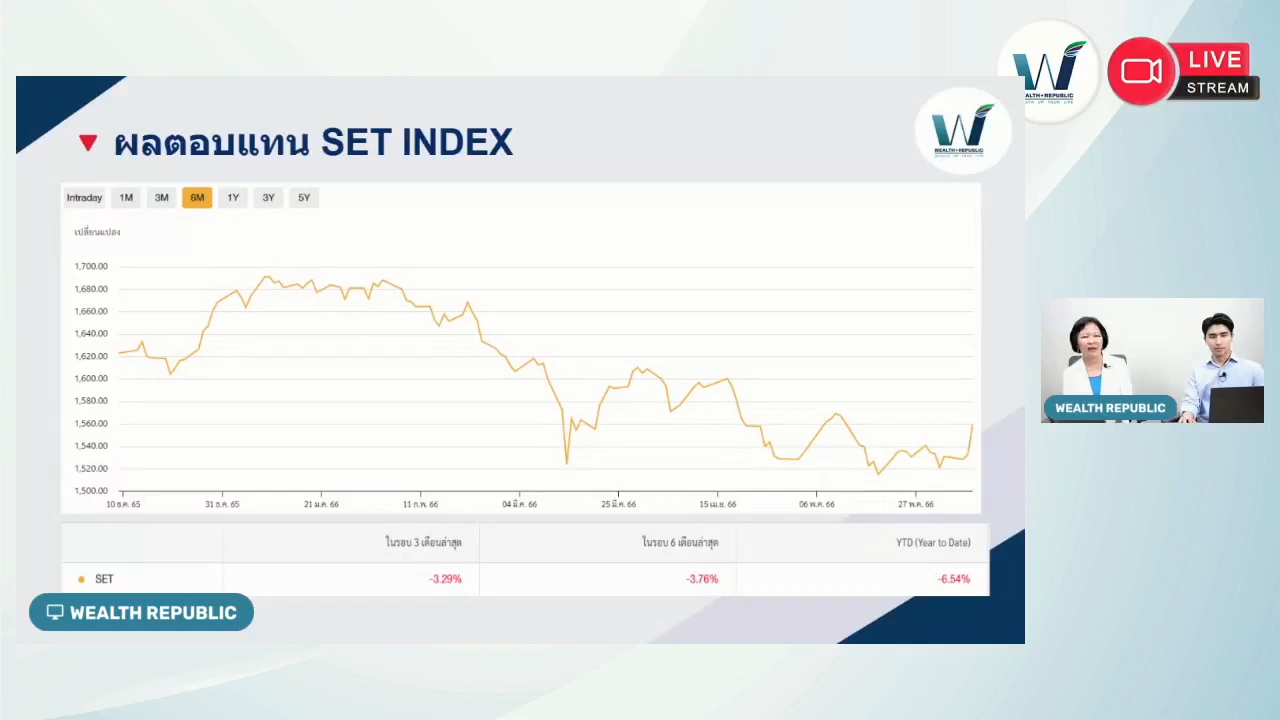 LIVE
STREAM
WEALTH REPUBLIC
ผลตอบแทน SET INDEX
Intraday 1M 3M 6M 1Y 3Y 5Y
เปลี่ยนแปลง
1,700.00
1,680.00
1,660.00
1,640.00
1,620.00
1,600.00
1,580.00
1,560.00
1,540.00
1,520.00
1,500.00
10 ธ.ค. 65 31 ธ.ค. 65 21 ม.ค. 66 11 ก.พ. 66 04 มี.ค. 66 25 มี.ค. 66 15 เม.ย. 66 06 พ.ค. 66 27 พ.ค. 66
ในรอบ 3 เดือนล่าสุด ในรอบ 6 เดือนล่าสุด YTD (Year to Date)
SET -3.29% -3.76% -6.54%
WEALTH REPUBLIC
WEALTH REPUBLIC